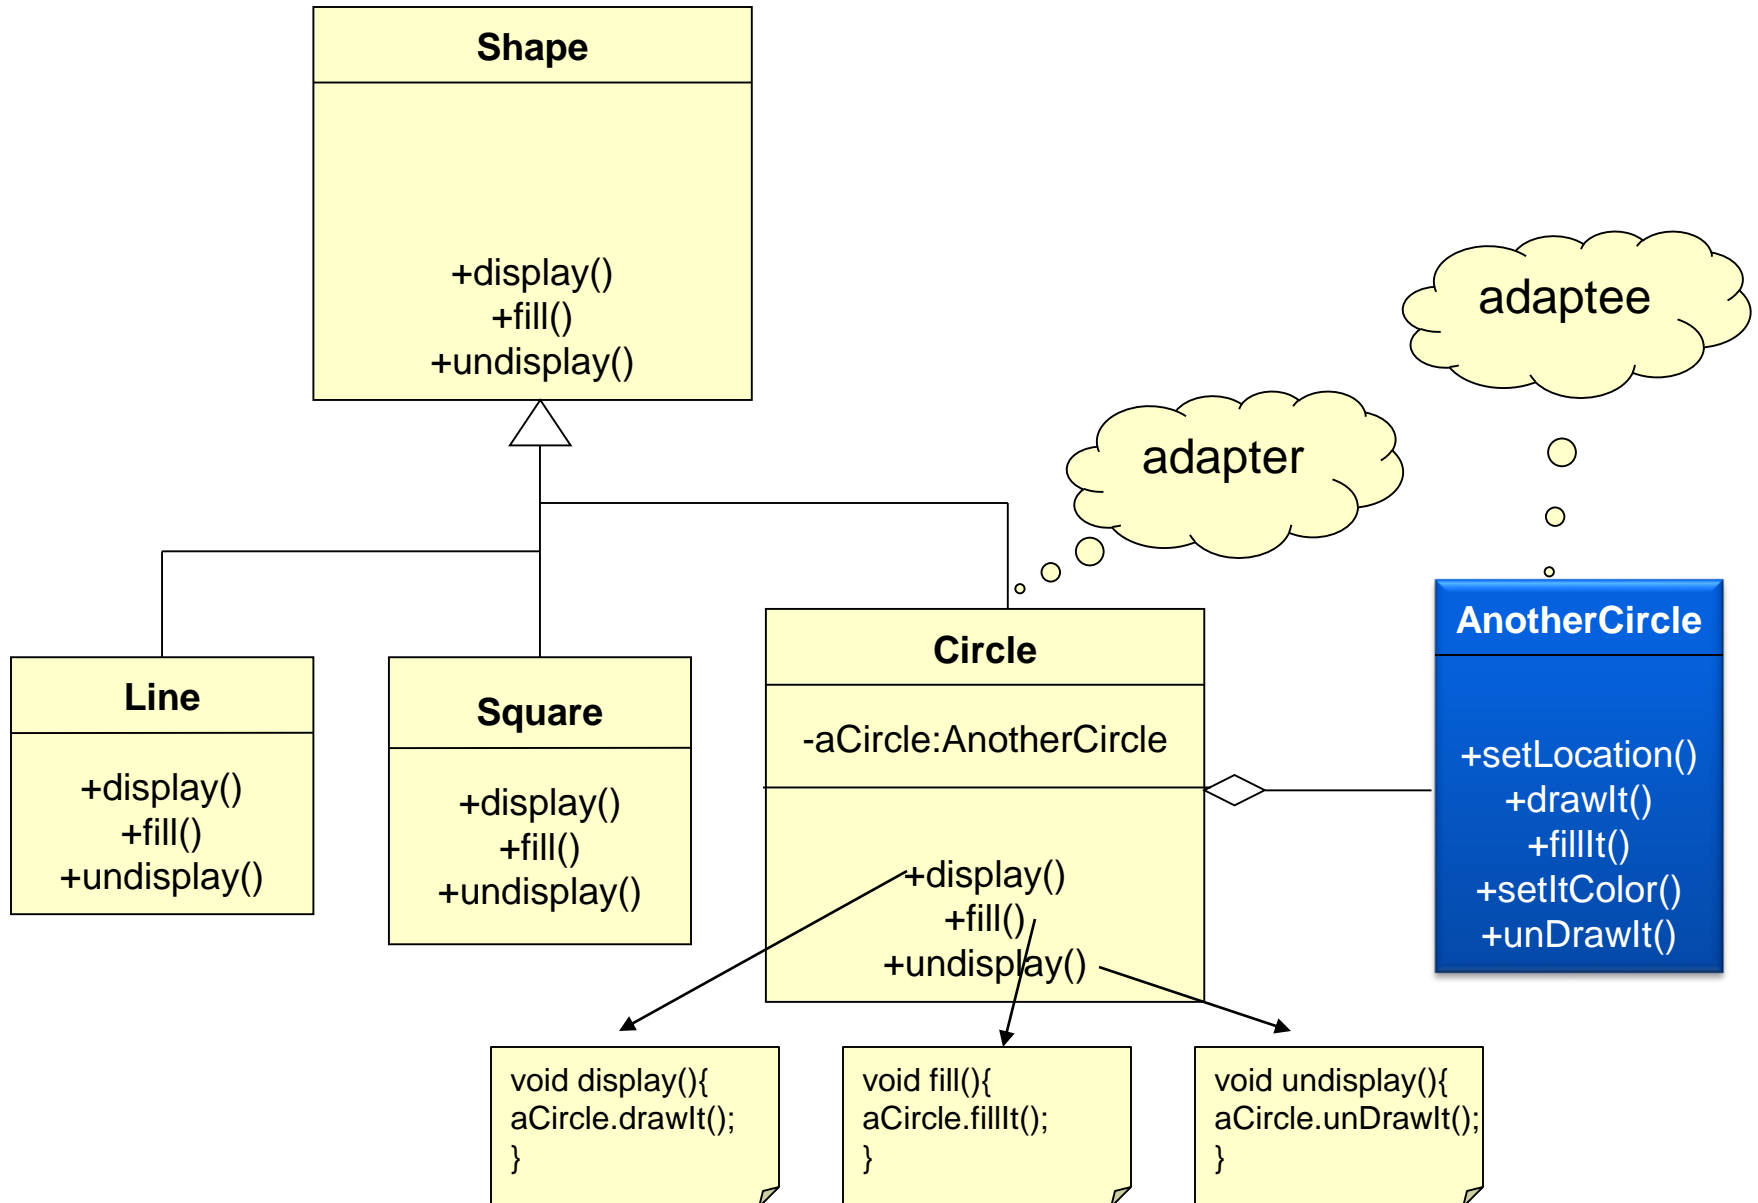 Shape
+display()
+fill()
+undisplay()
adaptee
adapter
Line
+display()
+fill()
+undisplay()
Square
+display()
+fill()
+undisplay()
Circle
-aCircle:AnotherCircle
+display()
+fill()
+undisplay()
AnotherCircle
+setLocation()
+drawIt()
+fillIt()
+setItColor()
+unDrawIt()
void display(){
aCircle.drawIt();
}
void fill(){
aCircle.fillIt();
}
void undisplay(){
aCircle.unDrawIt();
}